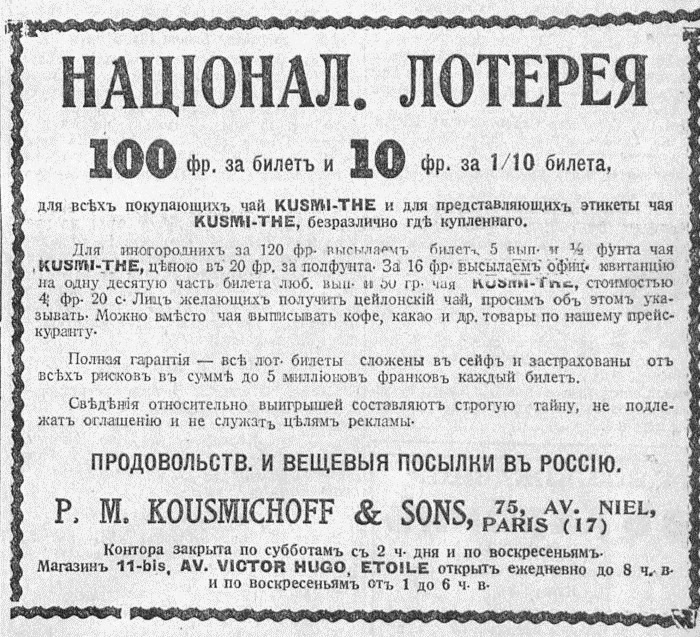 НАЦІОНАЛ. ЛОТЕРЕЯ
100 фр. за билетъ и 10 фр. за 1/10 билета,
для всѣхъ покупающихъ чай KUSMI-THE и для представляющихъ этикеты чая
KUSMI-THE, безразлично гдѣ купленнаго.
Для иногороднихъ за 120 фр. высылаемъ билетъ 5 вып. и ½ фунта чая
KUSMI-THE, цѣною въ 20 фр. за полфунта. За 16 фр. высылаемъ офиц. квитанцію
на одну десятую часть билета люб. вып. и 50 гр. чая KUSMI-THE, стоимостью
4 фр. 20 с. Лицъ желающихъ получить цейлонскій чай, просимъ объ этомъ ука-
зывать. Можно вмѣсто чая выписывать кофе, какао и др. товары по нашему прейс-
куранту.
Полная гарантія — всѣ лот. билеты сложены въ сейфъ и застрахованы отъ
всѣхъ рисковъ въ суммѣ до 5 милліоновъ франковъ каждый билетъ.
Свѣдѣнія относительно выигрышей составляютъ строгую тайну, не подле-
жатъ оглашенію и не служатъ цѣлямъ рекламы.
ПРОДОВОЛЬСТВ. И ВЕЩЕВЫЯ ПОСЫЛКИ ВЪ РОССІЮ.
P. M. KOUSMICHOFF & SONS, 75, AV. NIEL,
PARIS (17)
Контора закрыта по субботамъ съ 2 ч. дня и по воскресеньямъ.
Магазинъ 11-bis, AV. VICTOR HUGO, ETOILE открытъ ежедневно до 8 ч. в.
и по воскресеньямъ отъ 1 до 6 ч. в.